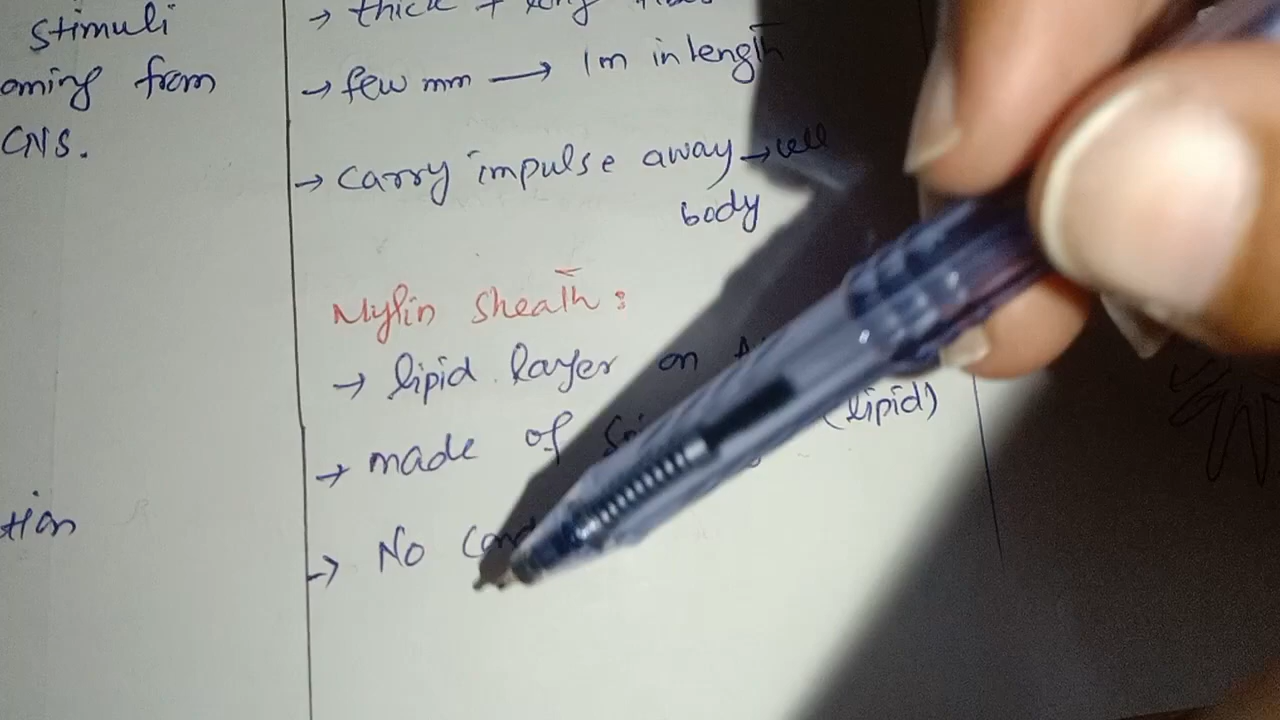 stimuli
oming from
CNS.
tion
→ thick + long
→ few mm → 1m in length
→ carry impulse away → cell
body
Mylin sheath :
→ lipid layer on
→ made of (lipid)
→ No